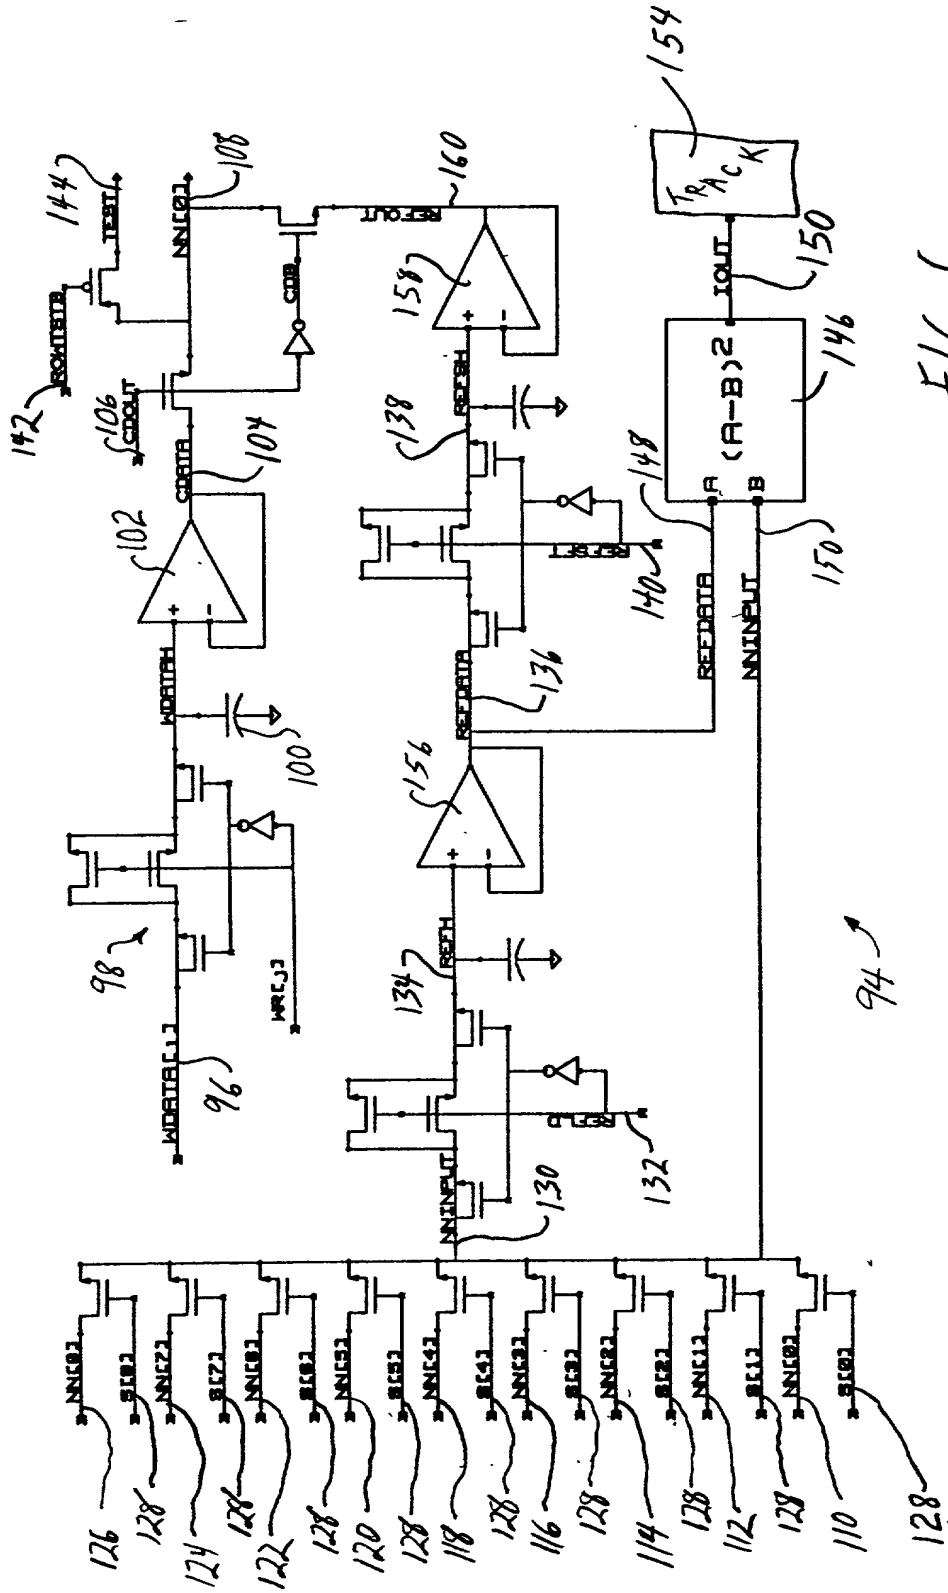 142
ROWTSTB
144
TEST
NN[0]
108
106
CDOUT
CDB
102
CDATA
104
REFOUT
160
WDATAH
100
158
98
WR[j]
WDATA[i]
96
REFSH
138
REFSET
140
REFDATA
136
156
REFH
134
REFLD
132
NNINPUT
130
TRACK
154
IOUT
150
(A-B)2
146
A
B
148
150
REFDATA
NNINPUT
94
NN[8]
126
S[8]
128
NN[7]
124
S[7]
128
NN[6]
122
S[6]
128
NN[5]
120
S[5]
128
NN[4]
118
S[4]
128
NN[3]
116
S[3]
128
NN[2]
114
S[2]
128
NN[1]
112
S[1]
128
NN[0]
110
S[0]
128